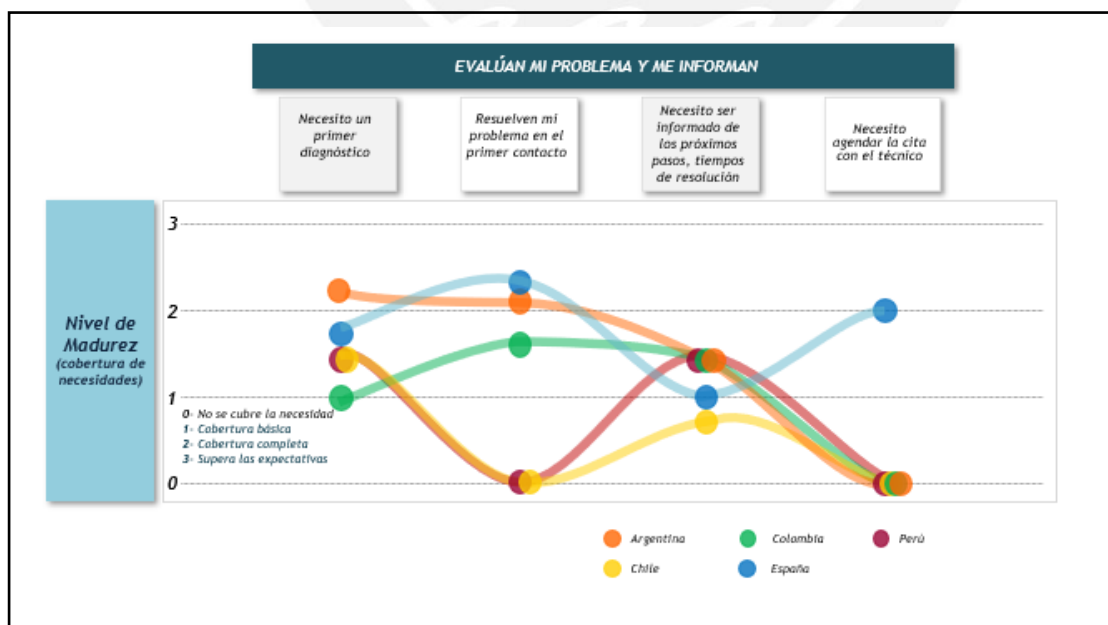 EVALÚAN MI PROBLEMA Y ME INFORMAN
Necesito un
primer
diagnóstico
Resuelven mi
problema en el
primer contacto
Necesito ser
informado de
los próximos
pasos, tiempos
de resolución
Necesito
agendar la cita
con el técnico
Nivel de
Madurez
(cobertura de
necesidades)
3
2
1
0- No se cubre la necesidad
1- Cobertura básica
2- Cobertura completa
3- Supera las expectativas
0
Argentina
Colombia
Perú
Chile
España